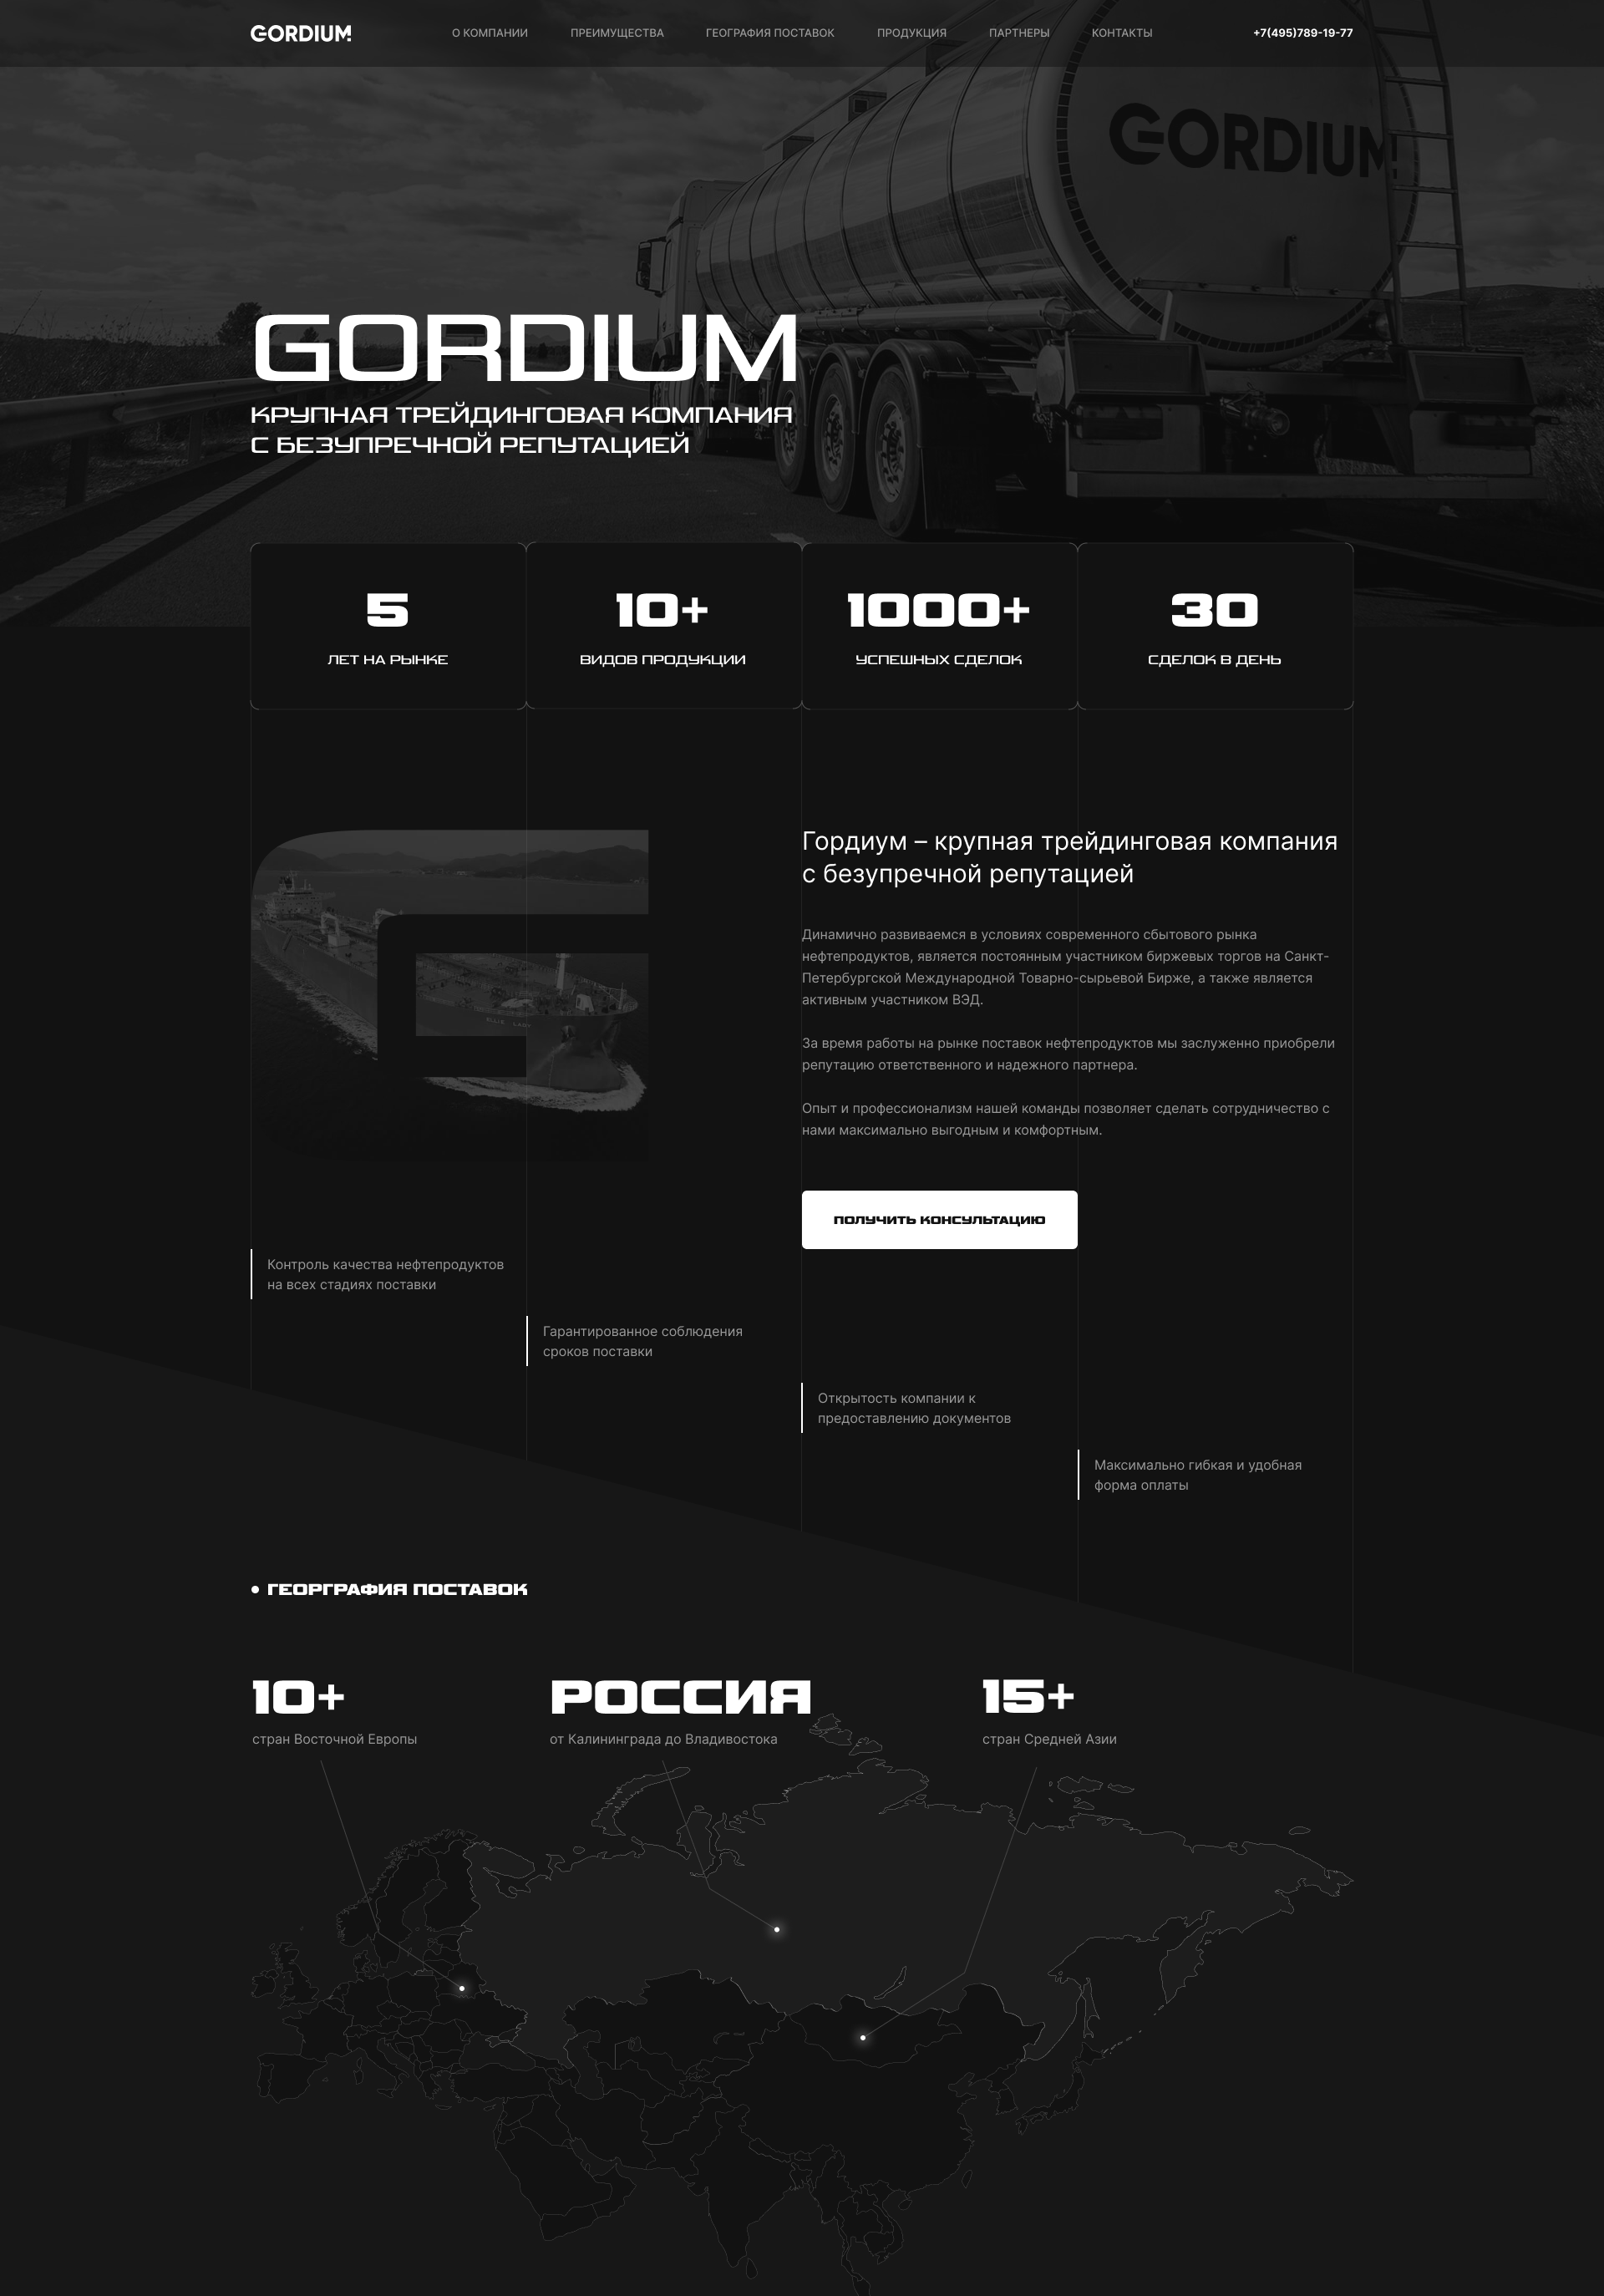 GORDIUM
О КОМПАНИИ
ПРЕИМУЩЕСТВА
ГЕОГРАФИЯ ПОСТАВОК
ПРОДУКЦИЯ
ПАРТНЕРЫ
КОНТАКТЫ
+7(495)789-19-77
GORDIUM
GORDIUM
КРУПНАЯ ТРЕЙДИНГОВАЯ КОМПАНИЯ
С БЕЗУПРЕЧНОЙ РЕПУТАЦИЕЙ
5
ЛЕТ НА РЫНКЕ
10+
ВИДОВ ПРОДУКЦИИ
1000+
УСПЕШНЫХ СДЕЛОК
30
СДЕЛОК В ДЕНЬ
Гордиум – крупная трейдинговая компания
с безупречной репутацией
Динамично развиваемся в условиях современного сбытового рынка
нефтепродуктов, является постоянным участником биржевых торгов на Санкт-
Петербургской Международной Товарно-сырьевой Бирже, а также является
активным участником ВЭД.
За время работы на рынке поставок нефтепродуктов мы заслуженно приобрели
репутацию ответственного и надежного партнера.
Опыт и профессионализм нашей команды позволяет сделать сотрудничество с
нами максимально выгодным и комфортным.
ELLIE LADY
ПОЛУЧИТЬ КОНСУЛЬТАЦИЮ
Контроль качества нефтепродуктов
на всех стадиях поставки
Гарантированное соблюдения
сроков поставки
Открытость компании к
предоставлению документов
Максимально гибкая и удобная
форма оплаты
ГЕОРГРАФИЯ ПОСТАВОК
10+
стран Восточной Европы
РОССИЯ
от Калининграда до Владивостока
15+
стран Средней Азии